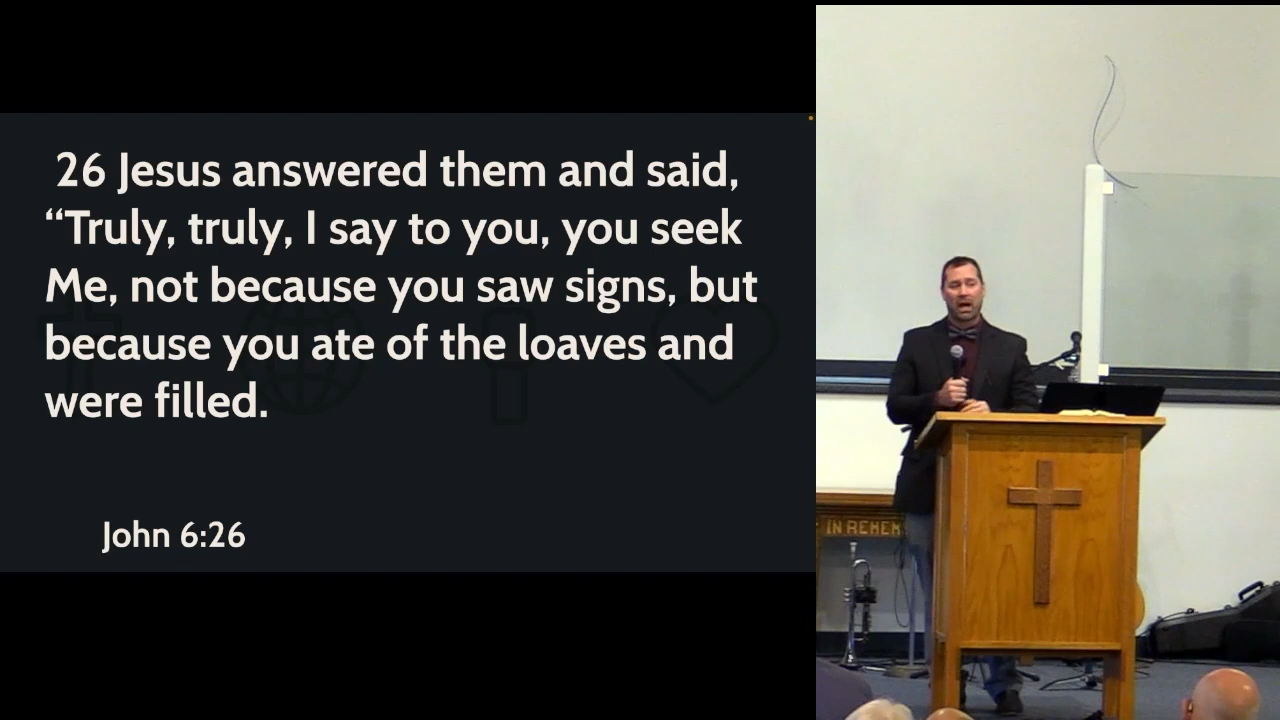 26 Jesus answered them and said,
“Truly, truly, I say to you, you seek
Me, not because you saw signs, but
because you ate of the loaves and
were filled.
John 6:26
IN REMEM